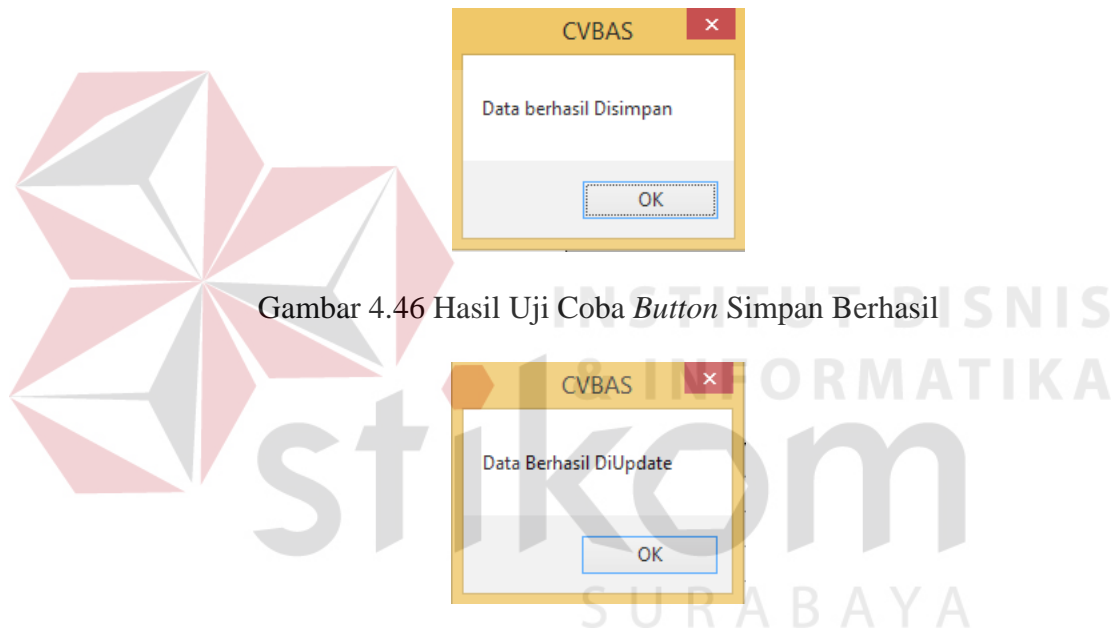 CVBAS
Data berhasil Disimpan
OK
Gambar 4.46 Hasil Uji Coba Button Simpan Berhasil
INSTITUT BISNIS
& INFORMATIKA
stikom
SURABAYA
CVBAS
Data Berhasil DiUpdate
OK